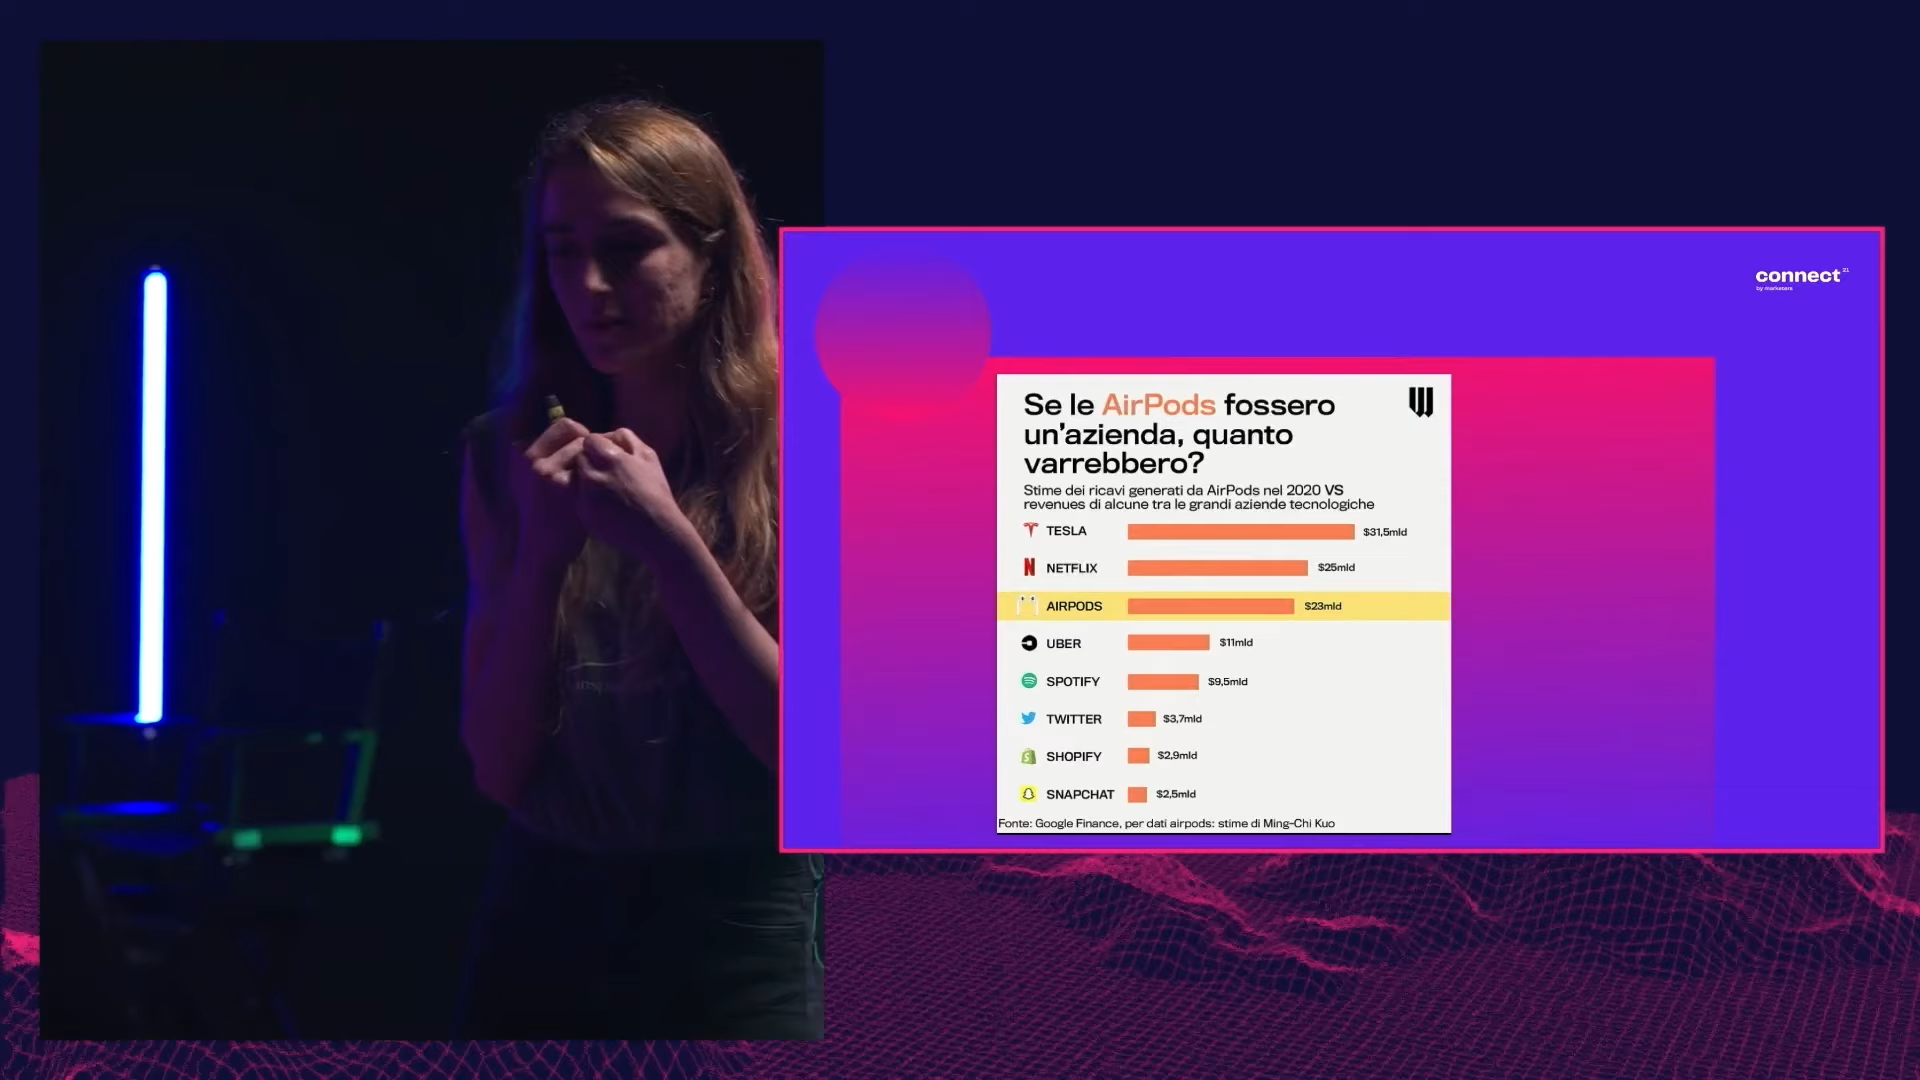 connect 21
by marketers
Se le AirPods fossero
un'azienda, quanto
varrebbero?
Stime dei ricavi generati da AirPods nel 2020 VS
revenues di alcune tra le grandi aziende tecnologiche
TESLA $31,5mld
NETFLIX $25mld
AIRPODS $23mld
UBER $11mld
SPOTIFY $9,5mld
TWITTER $3,7mld
SHOPIFY $2,9mld
SNAPCHAT $2,5mld
Fonte: Google Finance, per dati airpods: stime di Ming-Chi Kuo